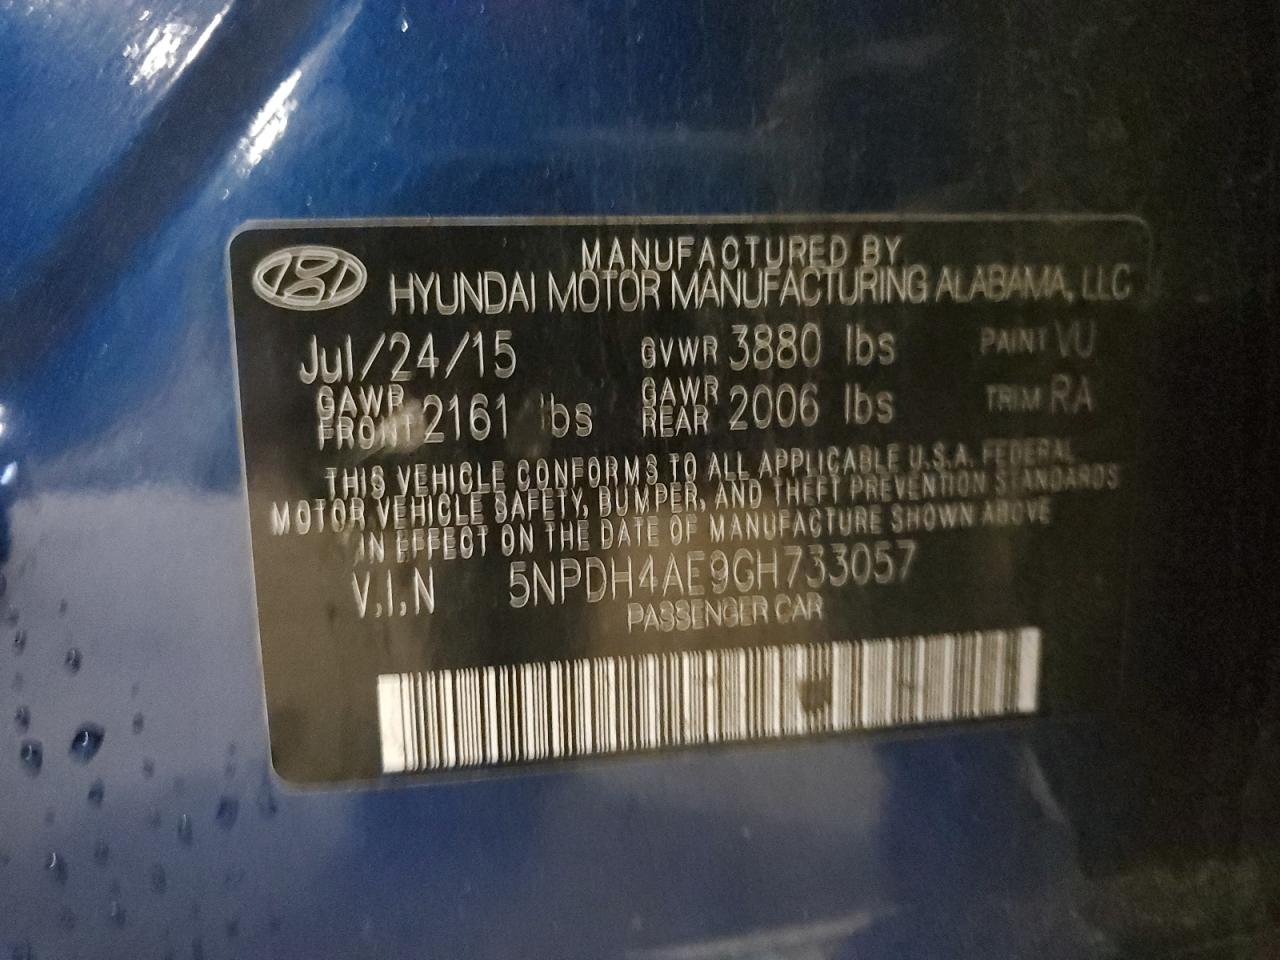 MANUFACTURED BY
HYUNDAI MOTOR MANUFACTURING ALABAMA, LLC
Jul/24/15 GVWR 3880 lbs PAINT VU
GAWR FRONT 2161 lbs GAWR REAR 2006 lbs TRIM RA
THIS VEHICLE CONFORMS TO ALL APPLICABLE U.S.A. FEDERAL
MOTOR VEHICLE SAFETY, BUMPER, AND THEFT PREVENTION STANDARDS
IN EFFECT ON THE DATE OF MANUFACTURE SHOWN ABOVE
V,I,N 5NPDH4AE9GH733057
PASSENGER CAR